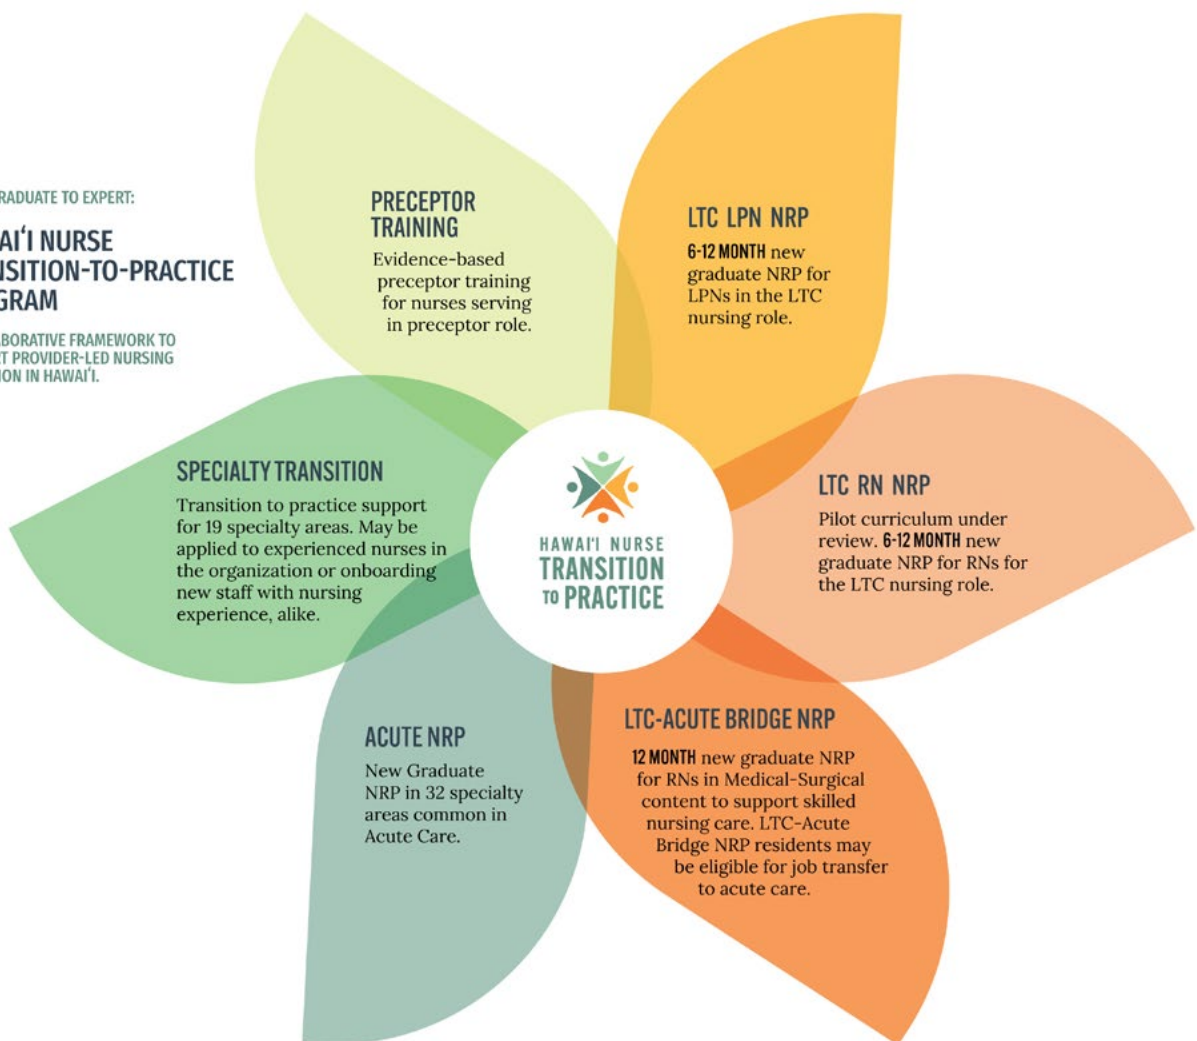 RADUATE TO EXPERT:
AIʻI NURSE
NSITION-TO-PRACTICE
GRAM
ABORATIVE FRAMEWORK TO
RT PROVIDER-LED NURSING
ION IN HAWAIʻI.
PRECEPTOR
TRAINING
Evidence-based
preceptor training
for nurses serving
in preceptor role.
LTC LPN NRP
6-12 MONTH new
graduate NRP for
LPNs in the LTC
nursing role.
SPECIALTY TRANSITION
Transition to practice support
for 19 specialty areas. May be
applied to experienced nurses in
the organization or onboarding
new staff with nursing
experience, alike.
HAWAIʻI NURSE
TRANSITION
TO PRACTICE
LTC RN NRP
Pilot curriculum under
review. 6-12 MONTH new
graduate NRP for RNs for
the LTC nursing role.
ACUTE NRP
New Graduate
NRP in 32 specialty
areas common in
Acute Care.
LTC-ACUTE BRIDGE NRP
12 MONTH new graduate NRP
for RNs in Medical-Surgical
content to support skilled
nursing care. LTC-Acute
Bridge NRP residents may
be eligible for job transfer
to acute care.